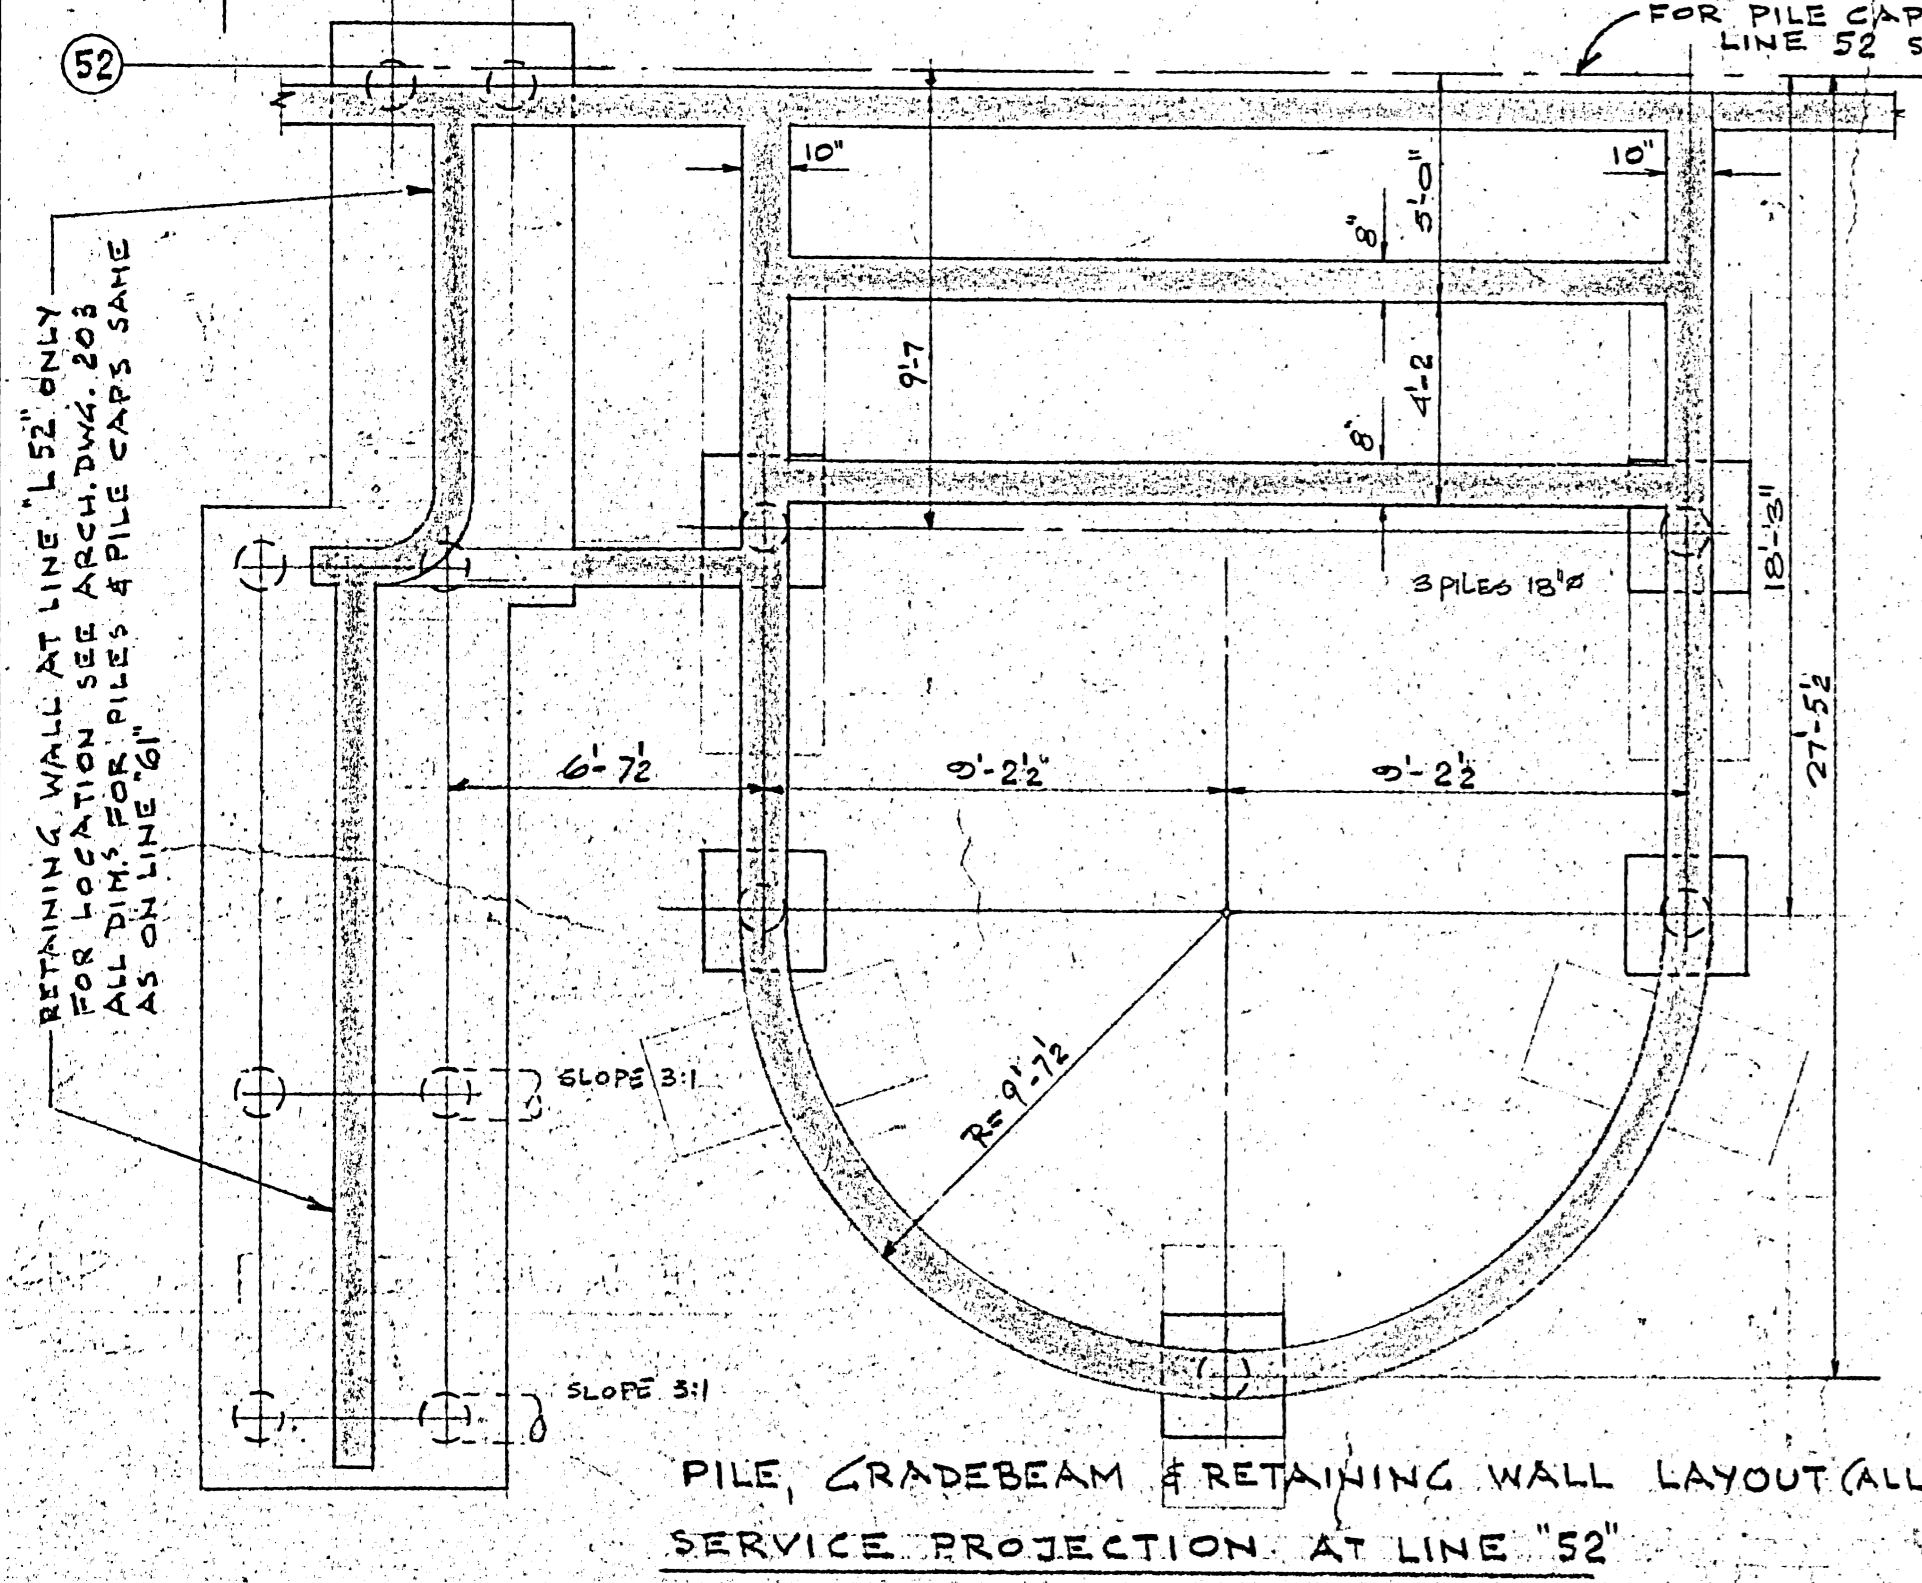 FOR PILE CAP
LINE 52 S
52
10"
10"
5'-0"
8"
9'-7
4'-2
8"
RETAINING WALL AT LINE "L 52" ONLY
FOR LOCATION SEE ARCH. DWG. 203
ALL DIMS FOR PILES & PILE CAPS SAME
AS ON LINE "61"
18'-3"
3 PILES 18"ø
27'-5½
6'-7½
9'-2½"
9'-2½
R= 9'-7½
SLOPE 3:1
SLOPE 3:1
PILE, GRADEBEAM & RETAINING WALL LAYOUT (ALL
SERVICE PROJECTION AT LINE "52"